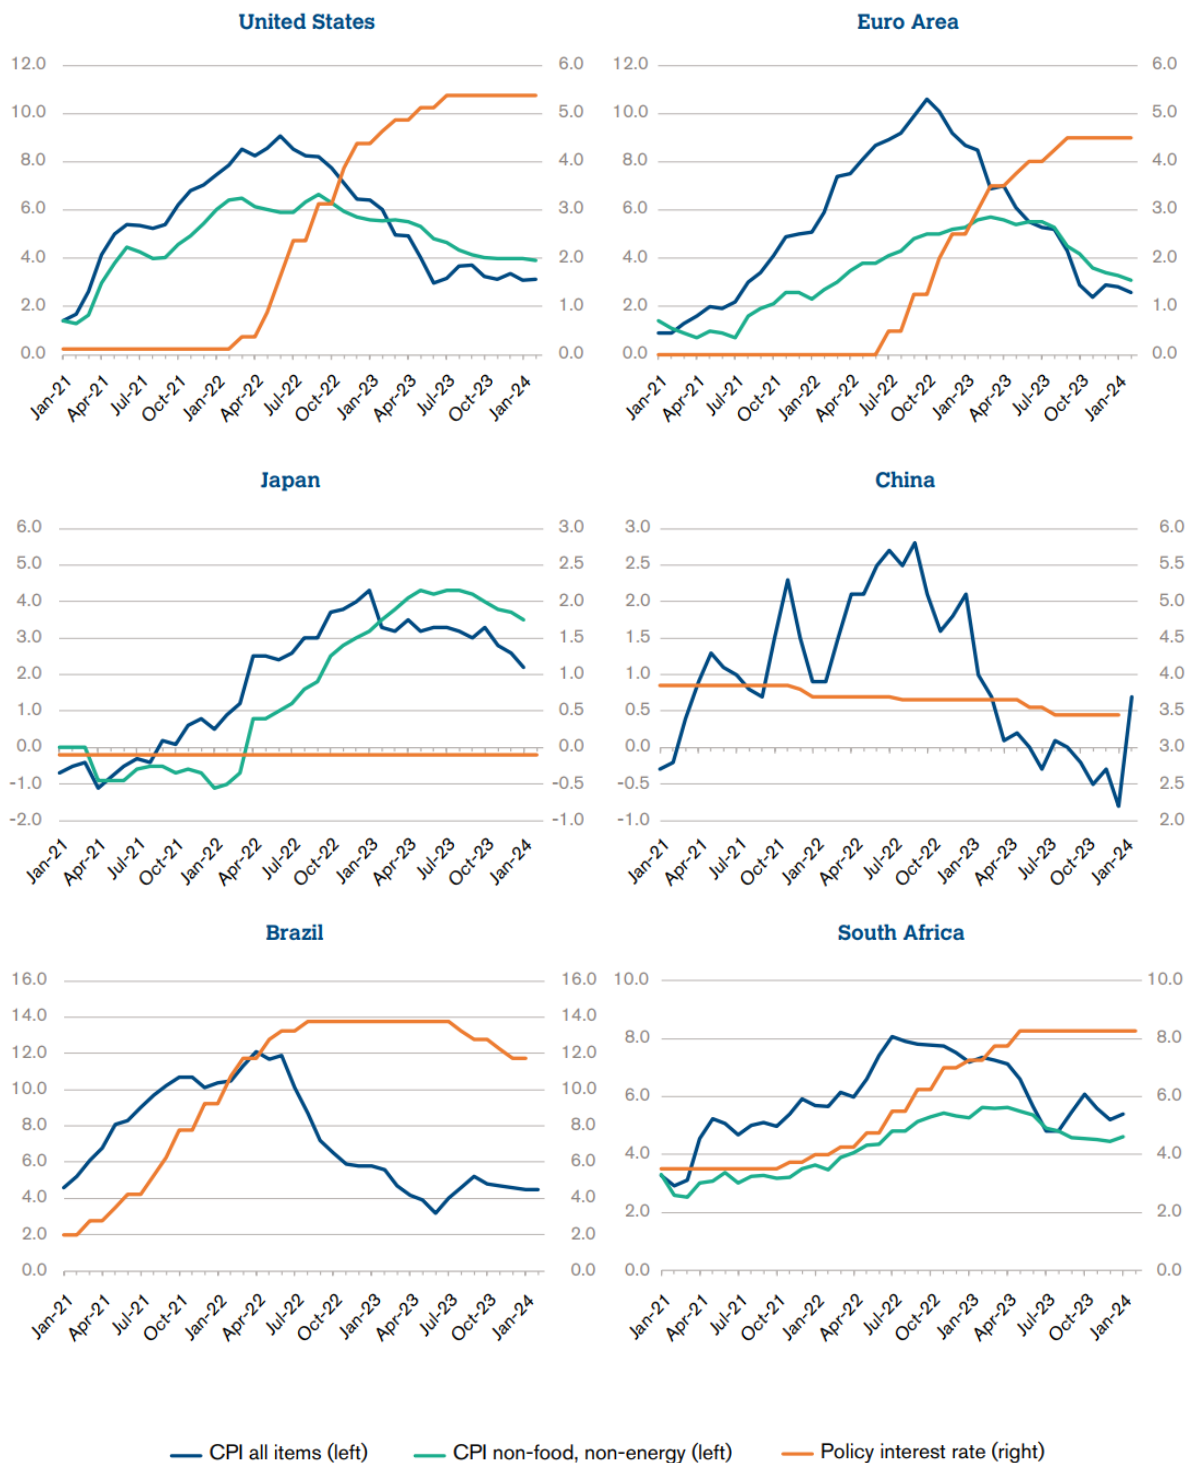 United States
Euro Area
12.0 6.0 12.0 6.0
10.0 5.0 10.0 5.0
8.0 4.0 8.0 4.0
6.0 3.0 6.0 3.0
4.0 2.0 4.0 2.0
2.0 1.0 2.0 1.0
0.0 0.0 0.0 0.0
Jan-21 Apr-21 Jul-21 Oct-21 Jan-22 Apr-22 Jul-22 Oct-22 Jan-23 Apr-23 Jul-23 Oct-23 Jan-24
Jan-21 Apr-21 Jul-21 Oct-21 Jan-22 Apr-22 Jul-22 Oct-22 Jan-23 Apr-23 Jul-23 Oct-23 Jan-24
Japan
China
6.0 3.0 3.0 6.0
5.0 2.5 2.5 5.5
4.0 2.0 2.0 5.0
3.0 1.5 1.5 4.5
2.0 1.0 1.0 4.0
1.0 0.5 0.5 3.5
0.0 0.0 0.0 3.0
-1.0 -0.5 -0.5 2.5
-2.0 -1.0 -1.0 2.0
Jan-21 Apr-21 Jul-21 Oct-21 Jan-22 Apr-22 Jul-22 Oct-22 Jan-23 Apr-23 Jul-23 Oct-23 Jan-24
Jan-21 Apr-21 Jul-21 Oct-21 Jan-22 Apr-22 Jul-22 Oct-22 Jan-23 Apr-23 Jul-23 Oct-23 Jan-24
Brazil
South Africa
16.0 16.0 10.0 10.0
14.0 14.0
12.0 12.0 8.0 8.0
10.0 10.0 6.0 6.0
8.0 8.0
6.0 6.0 4.0 4.0
4.0 4.0
2.0 2.0 2.0 2.0
0.0 0.0 0.0 0.0
Jan-21 Apr-21 Jul-21 Oct-21 Jan-22 Apr-22 Jul-22 Oct-22 Jan-23 Apr-23 Jul-23 Oct-23 Jan-24
Jan-21 Apr-21 Jul-21 Oct-21 Jan-22 Apr-22 Jul-22 Oct-22 Jan-23 Apr-23 Jul-23 Oct-23 Jan-24
CPI all items (left) CPI non-food, non-energy (left) Policy interest rate (right)